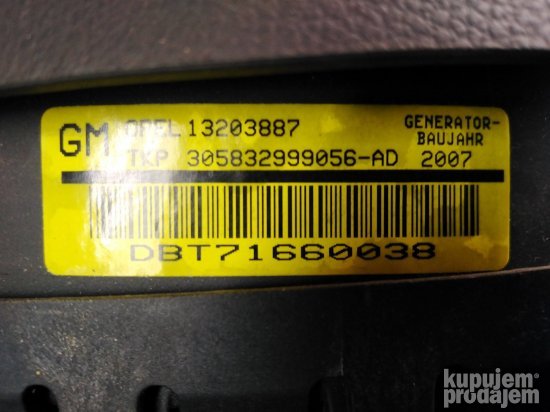 GM OPEL 13203887 GENERATOR-
BAUJAHR
TKP 305832999056-AD 2007
DBT71660038
kupujem
prodajem